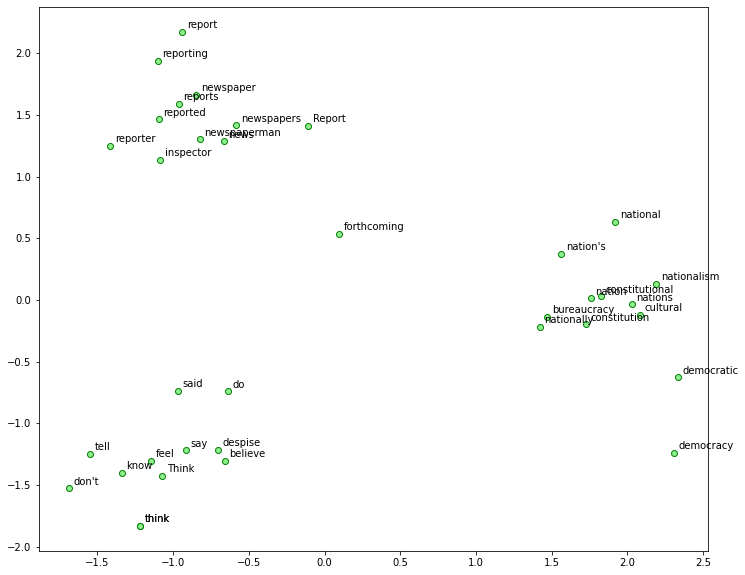 report
reporting
newspaper
reports
reported
newspapers
Report
newspaperman
news
reporter
inspector
national
forthcoming
nation's
nationalism
constitutional
nation
nations
cultural
bureaucracy
nationally
constitution
democratic
said
do
democracy
tell
say
despise
feel
believe
know
Think
don't
think
2.0
1.5
1.0
0.5
0.0
−0.5
−1.0
−1.5
−2.0
−1.5
−1.0
−0.5
0.0
0.5
1.0
1.5
2.0
2.5